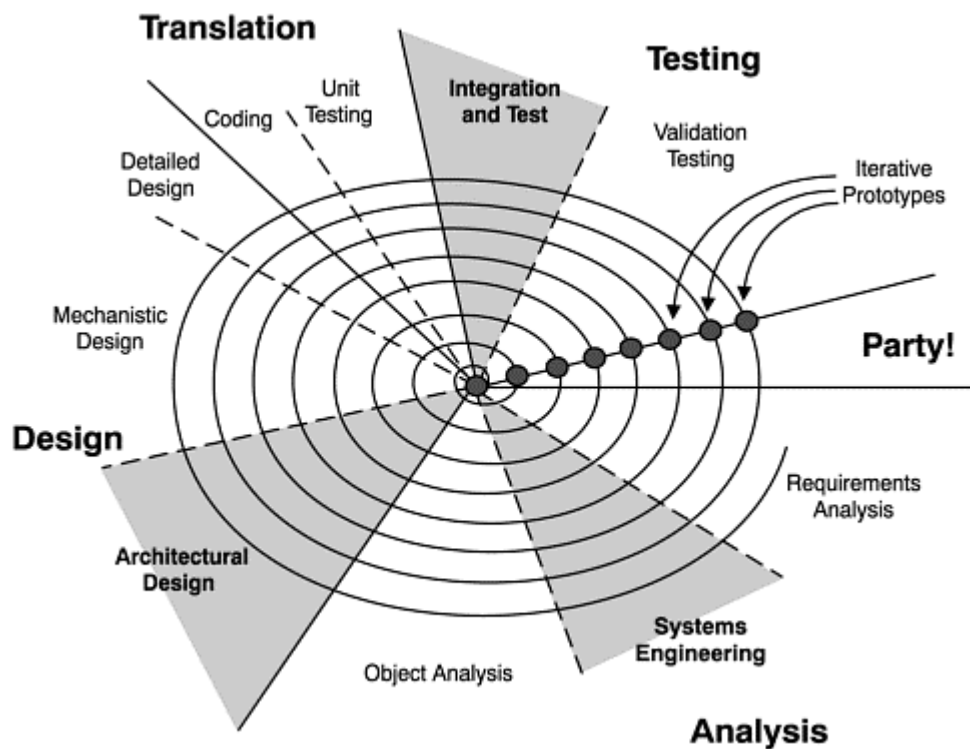 Translation
Testing
Unit
Testing
Integration
and Test
Coding
Validation
Testing
Detailed
Design
Iterative
Prototypes
Mechanistic
Design
Party!
Design
Requirements
Analysis
Architectural
Design
Systems
Engineering
Object Analysis
Analysis